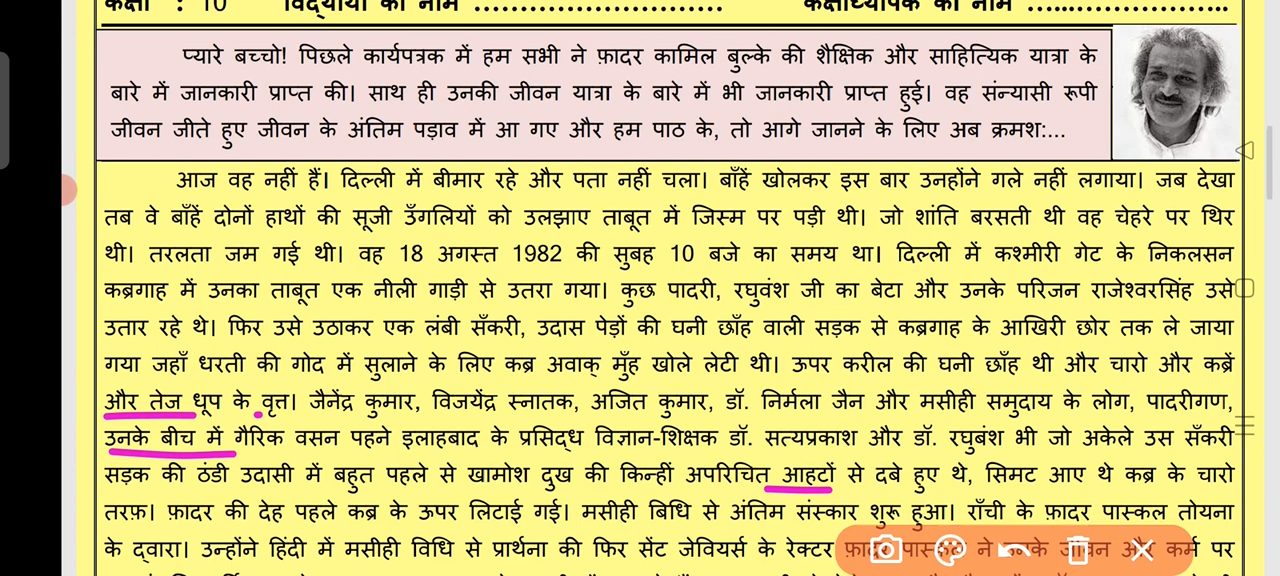 कक्षा : 10 विद्यार्थी का नाम ............................ कक्षाध्यापक का नाम ............................
प्यारे बच्चो! पिछले कार्यपत्रक में हम सभी ने फ़ादर कामिल बुल्के की शैक्षिक और साहित्यिक यात्रा के
बारे में जानकारी प्राप्त की। साथ ही उनकी जीवन यात्रा के बारे में भी जानकारी प्राप्त हुई। वह संन्यासी रूपी
जीवन जीते हुए जीवन के अंतिम पड़ाव में आ गए और हम पाठ के, तो आगे जानने के लिए अब क्रमश:...
आज वह नहीं हैं। दिल्ली में बीमार रहे और पता नहीं चला। बाँहें खोलकर इस बार उनहोंने गले नहीं लगाया। जब देखा
तब वे बाँहें दोनों हाथों की सूजी उँगलियों को उलझाए ताबूत में जिस्म पर पड़ी थी। जो शांति बरसती थी वह चेहरे पर थिर
थी। तरलता जम गई थी। वह 18 अगस्त 1982 की सुबह 10 बजे का समय था। दिल्ली में कश्मीरी गेट के निकलसन
कब्रगाह में उनका ताबूत एक नीली गाड़ी से उतरा गया। कुछ पादरी, रघुवंश जी का बेटा और उनके परिजन राजेश्वरसिंह उसे
उतार रहे थे। फिर उसे उठाकर एक लंबी सँकरी, उदास पेड़ों की घनी छाँह वाली सड़क से कब्रगाह के आखिरी छोर तक ले जाया
गया जहाँ धरती की गोद में सुलाने के लिए कब्र अवाक् मुँह खोले लेटी थी। ऊपर करील की घनी छाँह थी और चारो और कब्रें
और तेज धूप के वृत्त। जैनेंद्र कुमार, विजयेंद्र स्नातक, अजित कुमार, डॉ. निर्मला जैन और मसीही समुदाय के लोग, पादरीगण,
उनके बीच में गैरिक वसन पहने इलाहबाद के प्रसिद्ध विज्ञान-शिक्षक डॉ. सत्यप्रकाश और डॉ. रघुबंश भी जो अकेले उस सँकरी
सड़क की ठंडी उदासी में बहुत पहले से खामोश दुख की किन्हीं अपरिचित आहटों से दबे हुए थे, सिमट आए थे कब्र के चारो
तरफ़। फ़ादर की देह पहले कब्र के ऊपर लिटाई गई। मसीही बिधि से अंतिम संस्कार शुरू हुआ। राँची के फ़ादर पास्कल तोयना
के द्वारा। उन्होंने हिंदी में मसीही विधि से प्रार्थना की फिर सेंट जेवियर्स के रेक्टर फ़ादर पास्कल ने उनके जीवन और कर्म पर